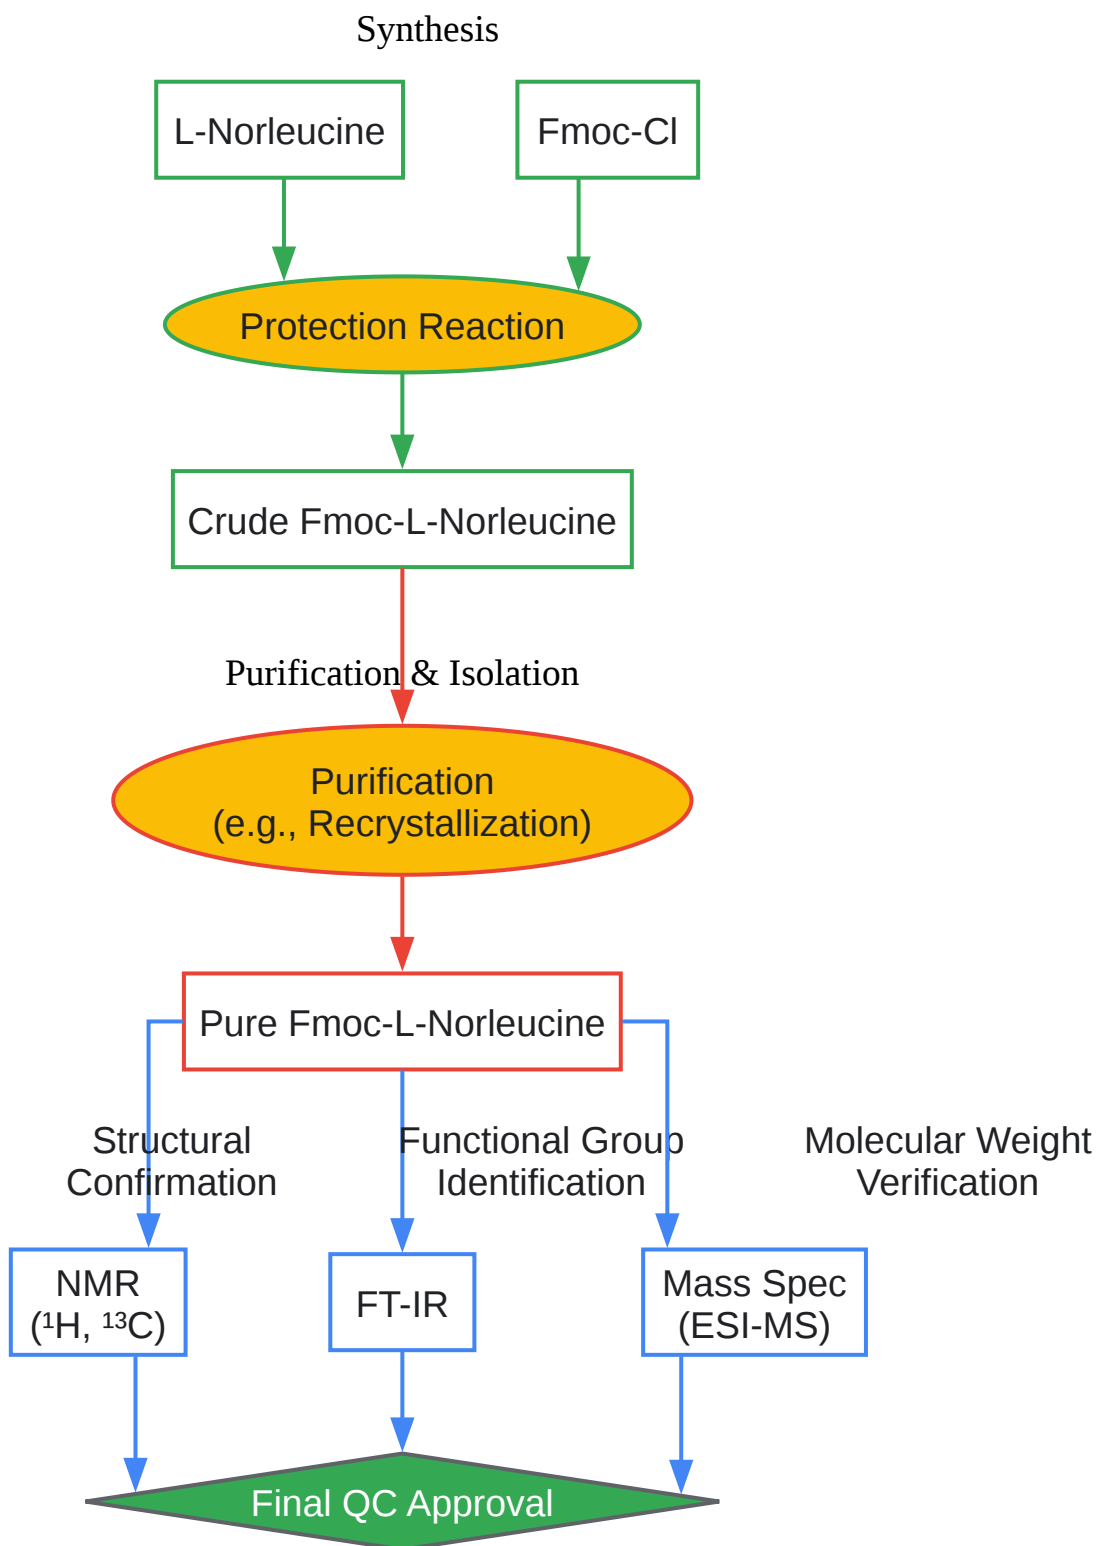 Synthesis
L-Norleucine
Fmoc-Cl
Protection Reaction
Crude Fmoc-L-Norleucine
Purification & Isolation
Purification
(e.g., Recrystallization)
Pure Fmoc-L-Norleucine
Structural
Confirmation
Functional Group
Identification
Molecular Weight
Verification
NMR
(¹H, ¹³C)
FT-IR
Mass Spec
(ESI-MS)
Final QC Approval